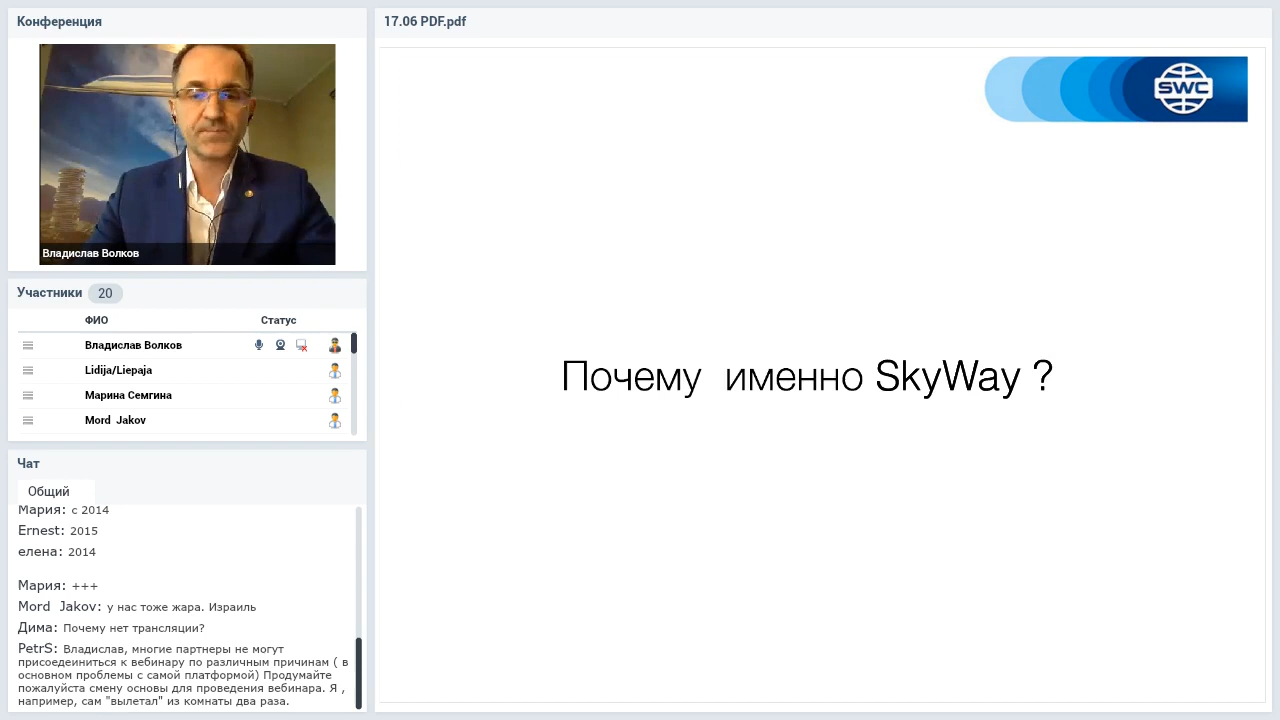 Конференция
Владислав Волков
Участники 20
ФИО Статус
Владислав Волков
Lidija/Liepaja
Марина Семгина
Mord Jakov
Чат
Общий
Мария: с 2014
Ernest: 2015
елена: 2014
Мария: +++
Mord Jakov: у нас тоже жара. Израиль
Дима: Почему нет трансляции?
PetrS: Владислав, многие партнеры не могут
присоедеиниться к вебинару по различным причинам ( в
основном проблемы с самой платформой) Продумайте
пожалуйста смену основы для проведения вебинара. Я ,
например, сам "вылетал" из комнаты два раза.
17.06 PDF.pdf
SWC
Почему именно SkyWay ?